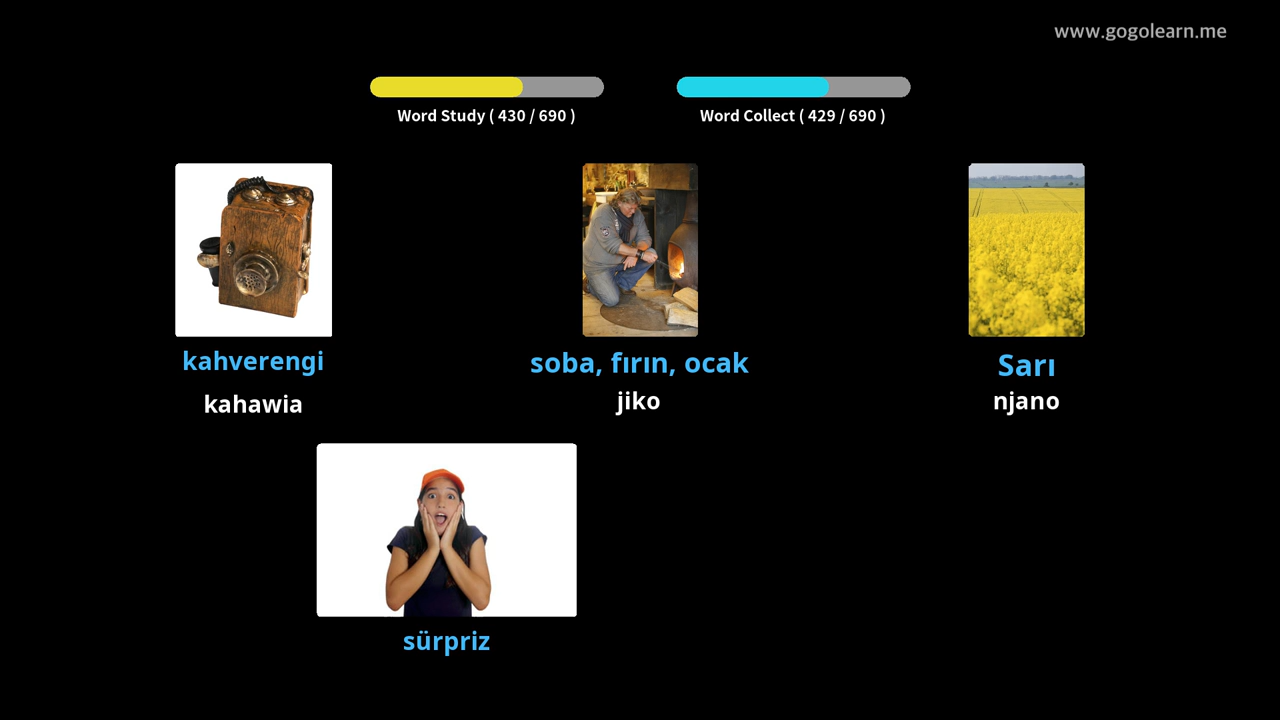 www.gogolearn.me
Word Study ( 430 / 690 )
Word Collect ( 429 / 690 )
kahverengi
kahawia
soba, fırın, ocak
jiko
Sarı
njano
sürpriz